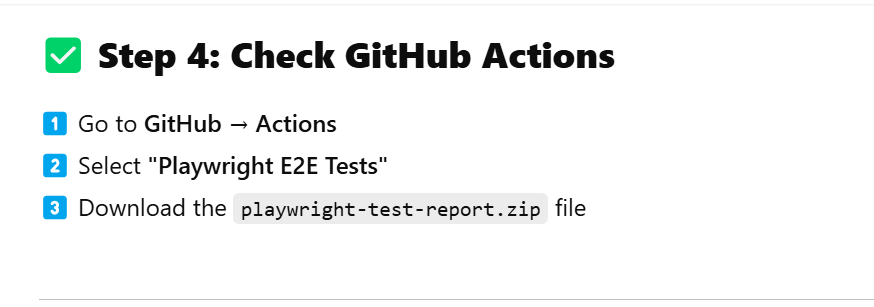 ✅ Step 4: Check GitHub Actions
1️⃣ Go to GitHub → Actions
2️⃣ Select "Playwright E2E Tests"
3️⃣ Download the playwright-test-report.zip file